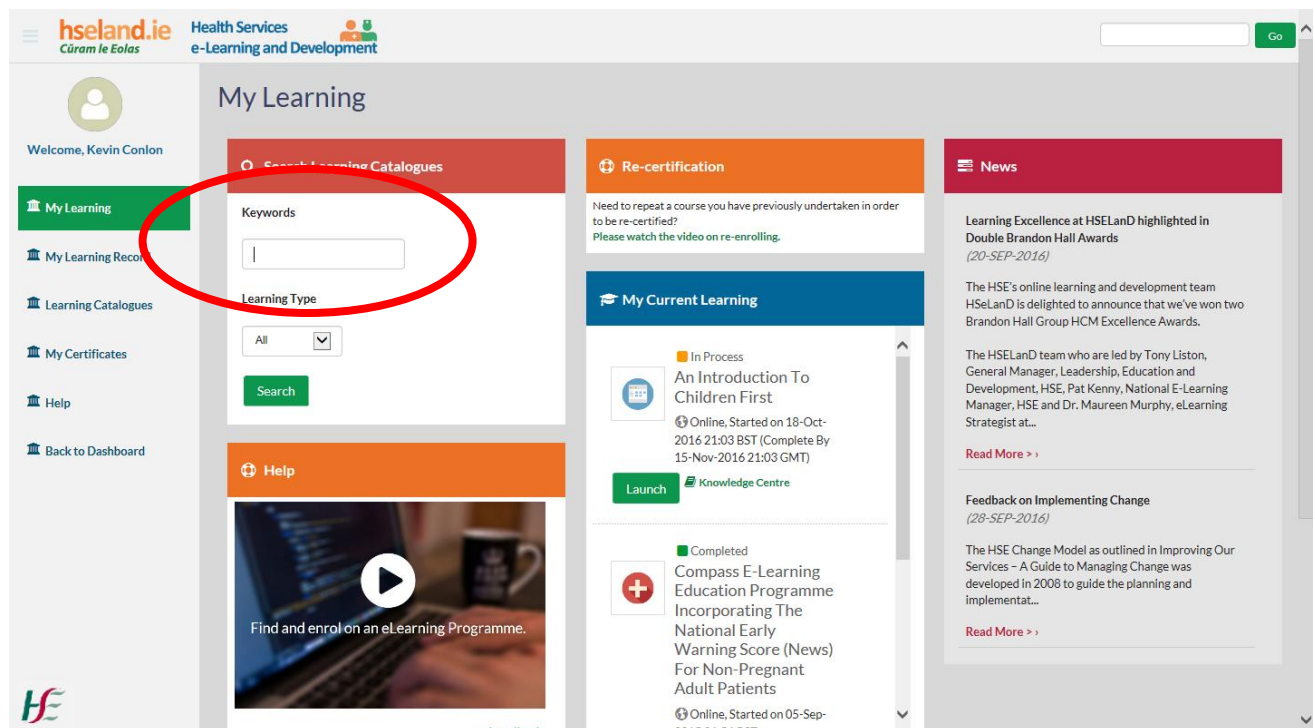 hseland.ie
Cúram le Eolas
Health Services
e-Learning and Development
Go
Welcome, Kevin Conlon
My Learning
My Learning Record
Learning Catalogues
My Certificates
Help
Back to Dashboard
My Learning
Search Learning Catalogues
Keywords
Learning Type
All
Search
Help
Find and enrol on an eLearning Programme.
Re-certification
Need to repeat a course you have previously undertaken in order
to be re-certified?
Please watch the video on re-enrolling.
My Current Learning
In Process
An Introduction To
Children First
Online, Started on 18-Oct-
2016 21:03 BST (Complete By
15-Nov-2016 21:03 GMT)
Launch
Knowledge Centre
Completed
Compass E-Learning
Education Programme
Incorporating The
National Early
Warning Score (News)
For Non-Pregnant
Adult Patients
Online, Started on 05-Sep-
News
Learning Excellence at HSELanD highlighted in
Double Brandon Hall Awards
(20-SEP-2016)
The HSE's online learning and development team
HSeLanD is delighted to announce that we've won two
Brandon Hall Group HCM Excellence Awards.
The HSELanD team who are led by Tony Liston,
General Manager, Leadership, Education and
Development, HSE, Pat Kenny, National E-Learning
Manager, HSE and Dr. Maureen Murphy, eLearning
Strategist at...
Read More > ›
Feedback on Implementing Change
(28-SEP-2016)
The HSE Change Model as outlined in Improving Our
Services – A Guide to Managing Change was
developed in 2008 to guide the planning and
implementat...
Read More > ›